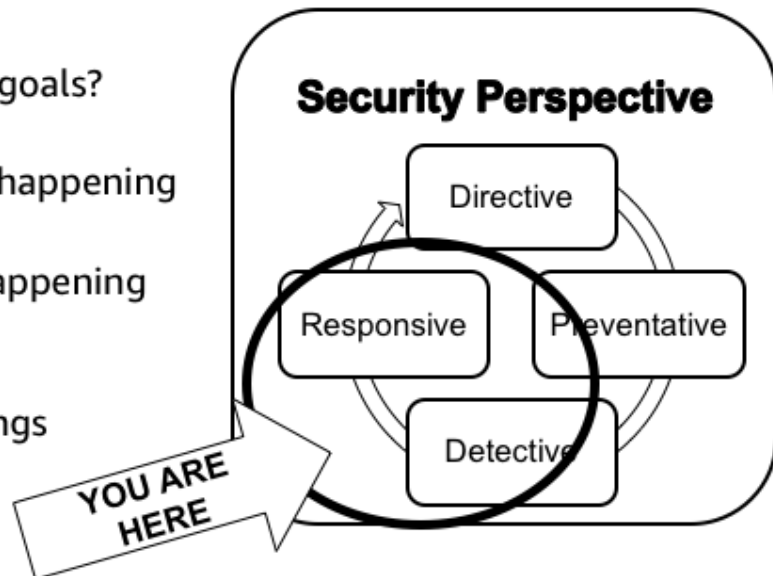 goals?
happening
appening
ngs
Security Perspective
Directive
Responsive
Preventative
Detective
YOU ARE
HERE